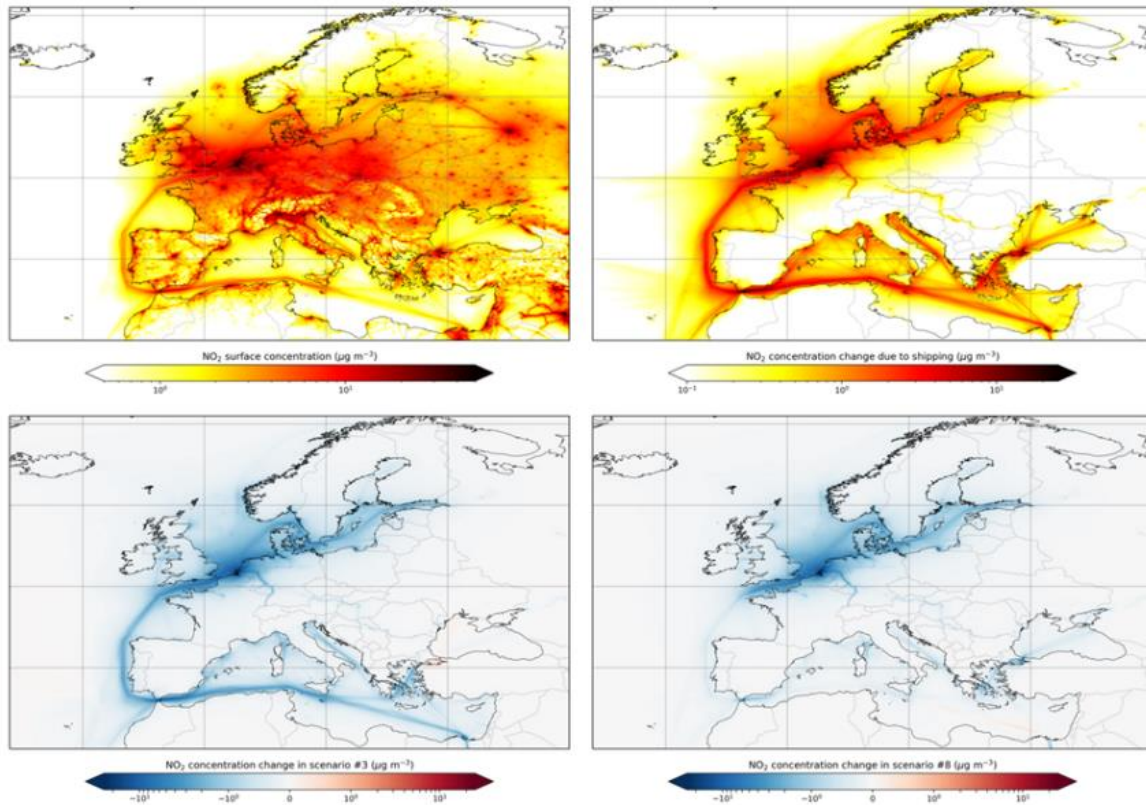 NO₂ surface concentration (μg m⁻³)
10⁰ 10¹
NO₂ concentration change due to shipping (μg m⁻³)
10⁻¹ 10⁰ 10¹
NO₂ concentration change in scenario #3 (μg m⁻³)
-10¹ -10⁰ 0 10⁰ 10¹
NO₂ concentration change in scenario #8 (μg m⁻³)
-10¹ -10⁰ 0 10⁰ 10¹